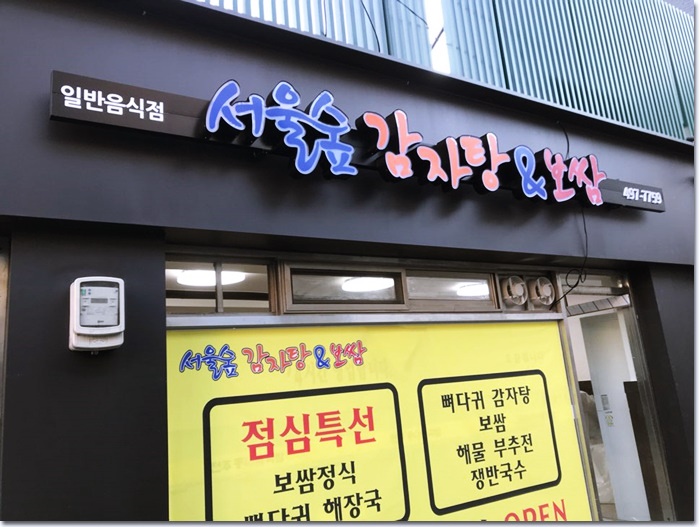 일반음식점 서울숲 감자탕 & 보쌈 497-7799
서울숲 감자탕 & 보쌈
점심특선
보쌈정식
뼈다귀 해장국
뼈다귀 감자탕
보쌈
해물 부추전
쟁반국수
OPEN